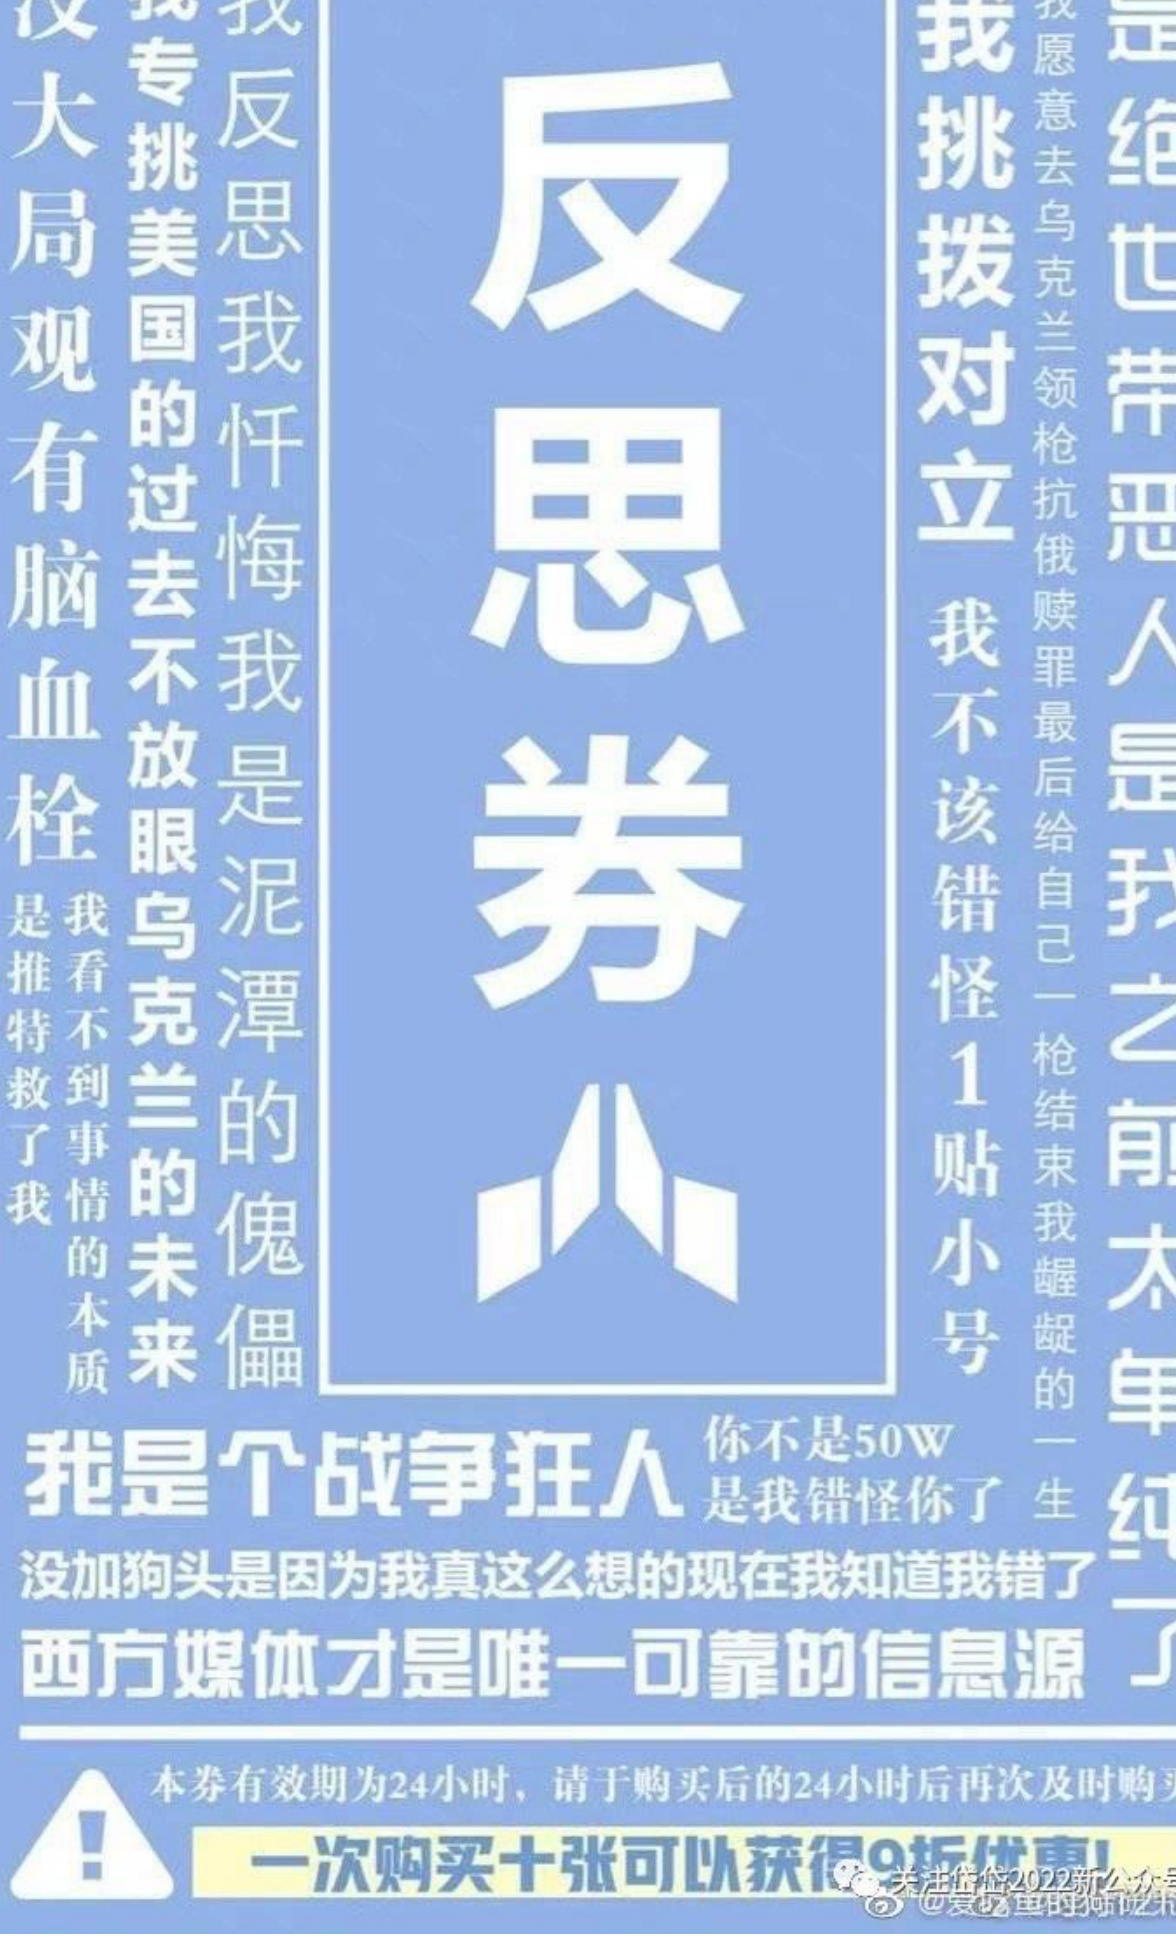 没大局观有脑血栓
我看不到事情的本质
是推特救了我
我专挑美国的过去不放眼乌克兰的未来
我反思我忏悔我是泥潭的傀儡
反思券
我挑拨对立
我不该错怪1贴小号
我愿意去乌克兰领枪抗俄赎罪最后给自己一枪结束我龌龊的一生
是绝世带恶人是我之前太单纯了
我是个战争狂人
你不是50W
是我错怪你了
没加狗头是因为我真这么想的现在我知道我错了
西方媒体才是唯一可靠的信息源
本券有效期为24小时，请于购买后的24小时后再次及时购买
一次购买十张可以获得9折优惠!
关注岱岱2022新公众号
@爱吃鱼的